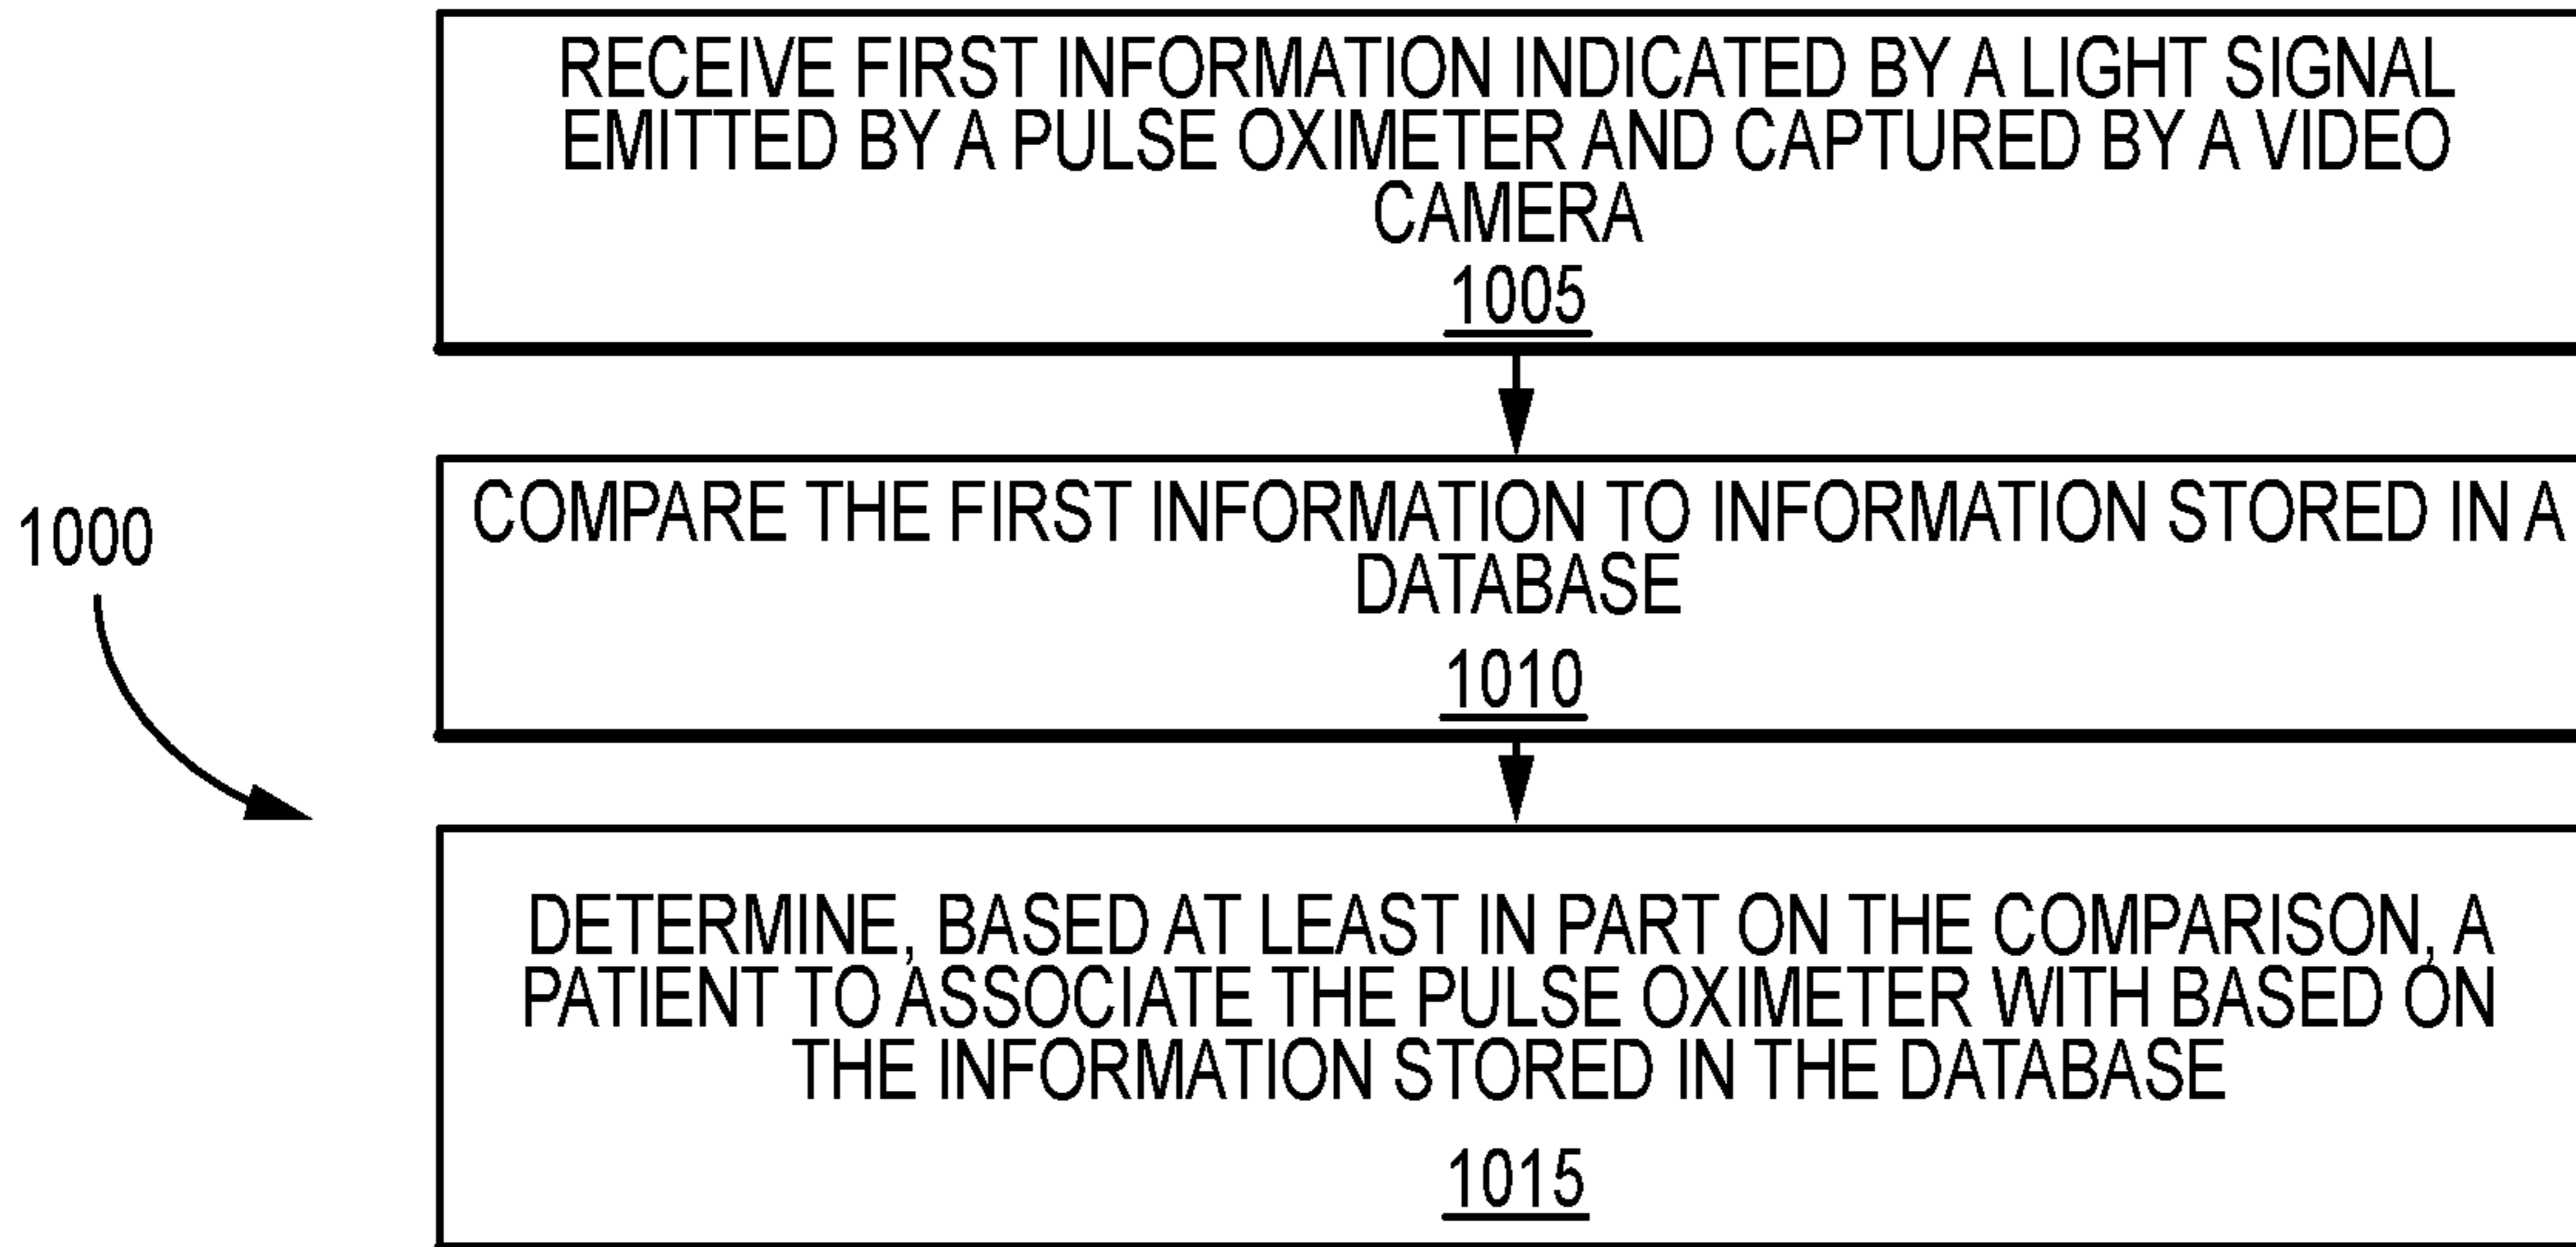 RECEIVE FIRST INFORMATION INDICATED BY A LIGHT SIGNAL
EMITTED BY A PULSE OXIMETER AND CAPTURED BY A VIDEO
CAMERA
1005
COMPARE THE FIRST INFORMATION TO INFORMATION STORED IN A
DATABASE
1010
1000
DETERMINE, BASED AT LEAST IN PART ON THE COMPARISON, A
PATIENT TO ASSOCIATE THE PULSE OXIMETER WITH BASED ON
THE INFORMATION STORED IN THE DATABASE
1015